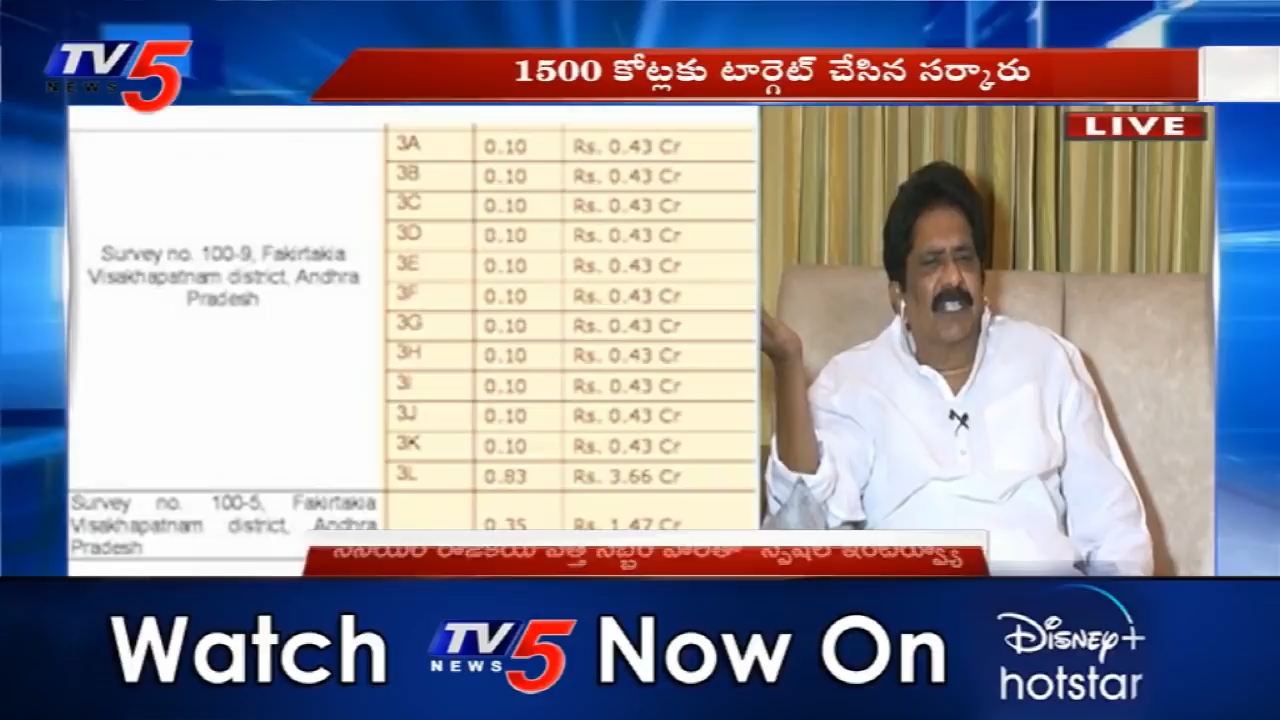 TV5
NEWS
1500 కోట్లకు టార్గెట్ చేసిన సర్కారు
LIVE
3A 0.10 Rs. 0.43 Cr
3B 0.10 Rs. 0.43 Cr
3C 0.10 Rs. 0.43 Cr
3D 0.10 Rs. 0.43 Cr
3E 0.10 Rs. 0.43 Cr
3F 0.10 Rs. 0.43 Cr
3G 0.10 Rs. 0.43 Cr
3H 0.10 Rs. 0.43 Cr
3I 0.10 Rs. 0.43 Cr
3J 0.10 Rs. 0.43 Cr
3K 0.10 Rs. 0.43 Cr
3L 0.83 Rs. 3.66 Cr
Survey no. 100-9, Fakirtakia
Visakhapatnam district, Andhra
Pradesh
Survey no. 100-5, Fakirtakia
Visakhapatnam district, Andhra
Pradesh
0.35 Rs. 1.47 Cr
Watch TV5 NEWS Now On Disney+ hotstar